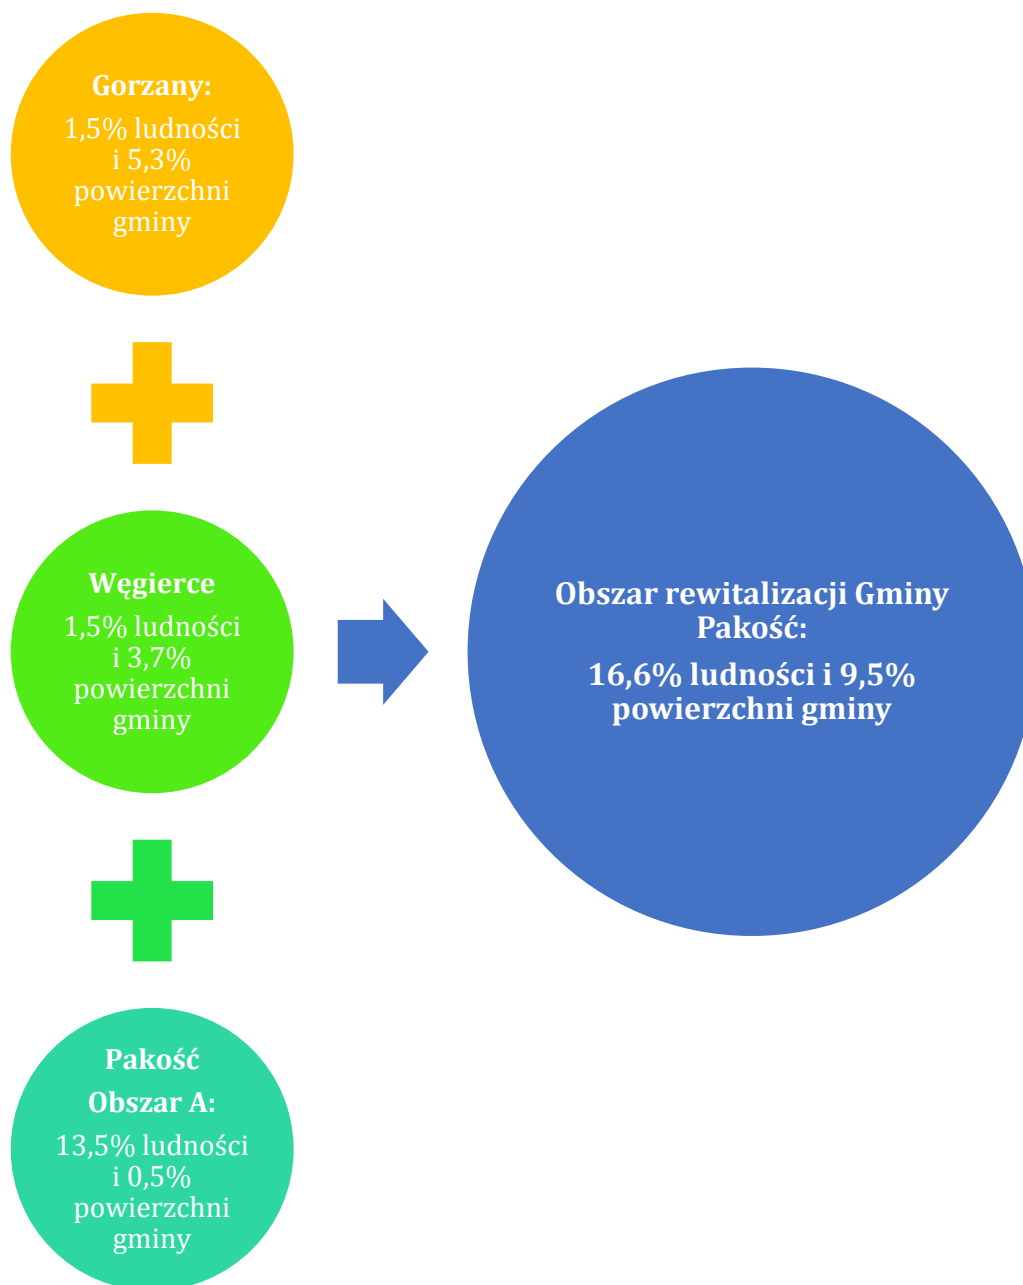 Gorzany:
1,5% ludności
i 5,3%
powierzchni
gminy
Węgierce
1,5% ludności
i 3,7%
powierzchni
gminy
Pakość
Obszar A:
13,5% ludności
i 0,5%
powierzchni
gminy
Obszar rewitalizacji Gminy
Pakość:
16,6% ludności i 9,5%
powierzchni gminy